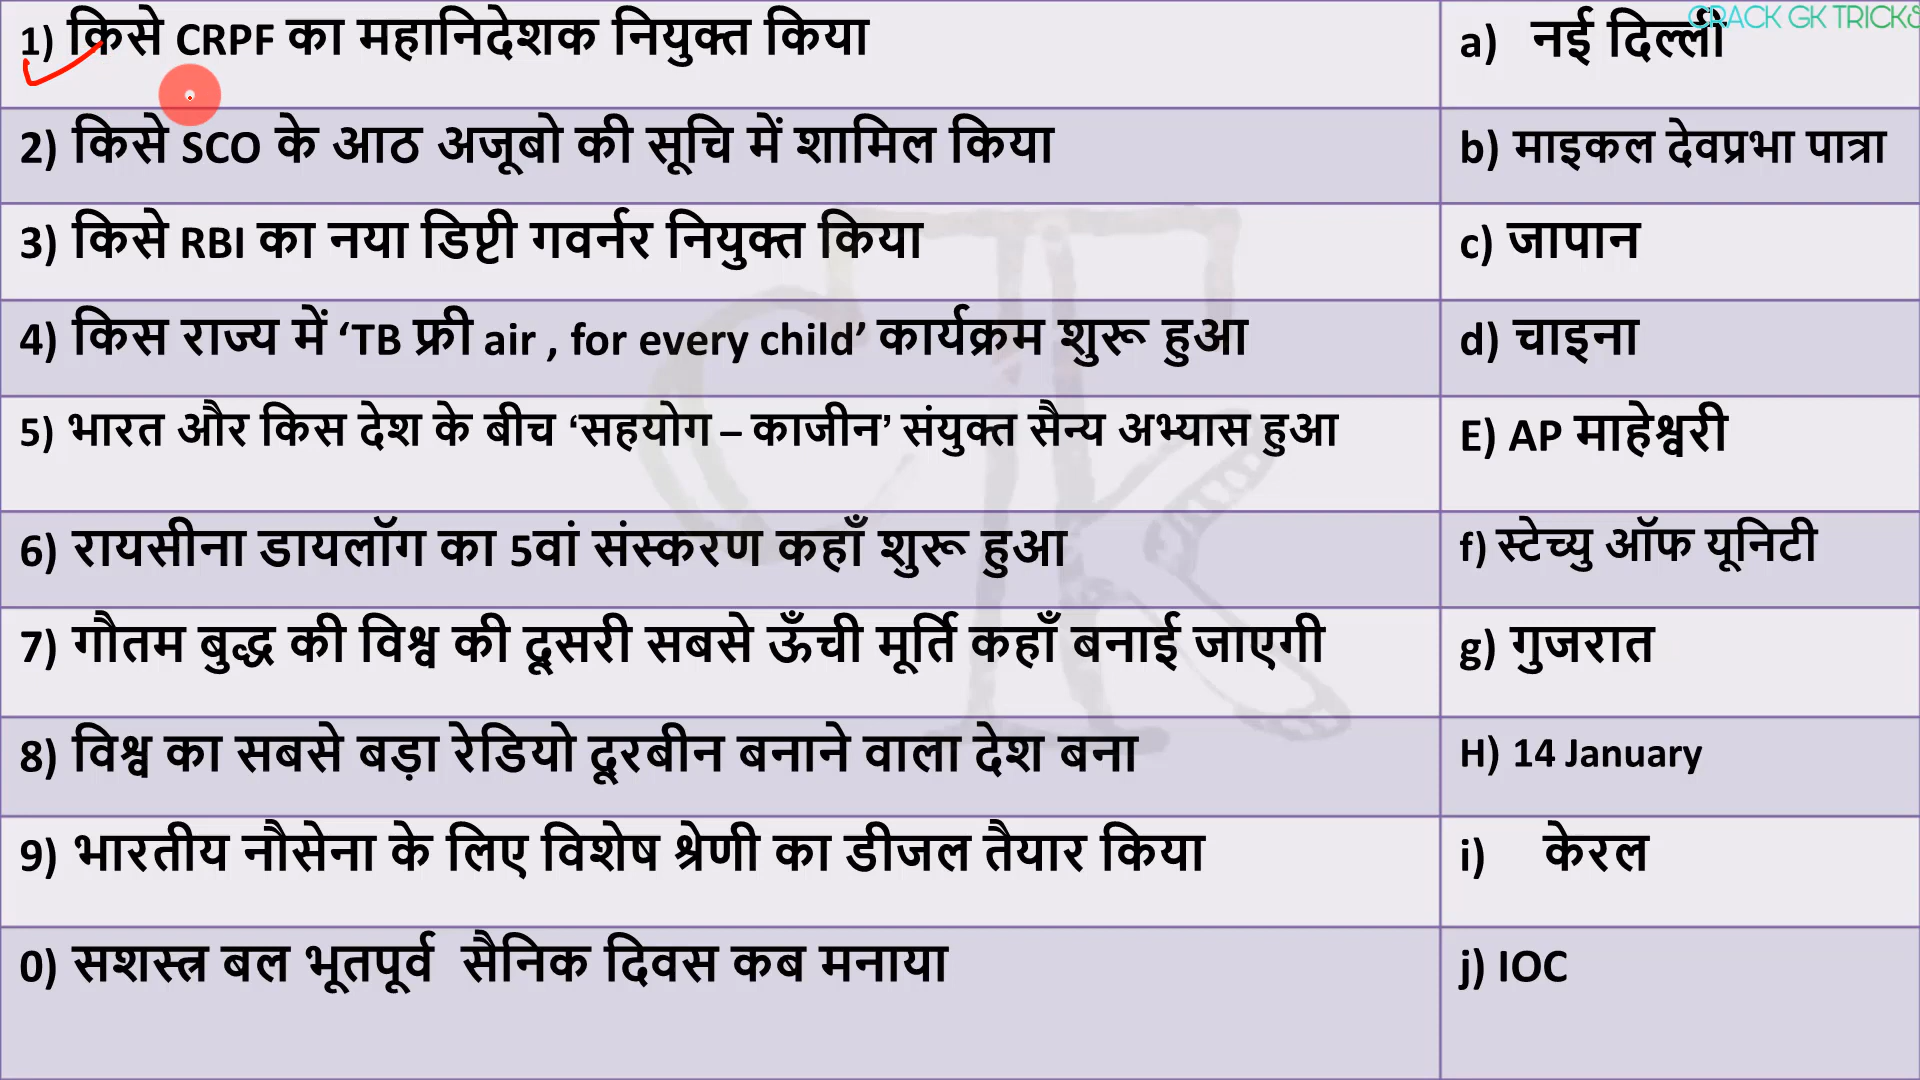 CRACK GK TRICKS
1) किसे CRPF का महानिदेशक नियुक्त किया
a) नई दिल्ली
2) किसे SCO के आठ अजूबो की सूचि में शामिल किया
b) माइकल देवप्रभा पात्रा
3) किसे RBI का नया डिप्टी गवर्नर नियुक्त किया
c) जापान
4) किस राज्य में ‘TB फ्री air , for every child’ कार्यक्रम शुरू हुआ
d) चाइना
5) भारत और किस देश के बीच ‘सहयोग – काजीन’ संयुक्त सैन्य अभ्यास हुआ
E) AP माहेश्वरी
6) रायसीना डायलॉग का 5वां संस्करण कहाँ शुरू हुआ
f) स्टेच्यु ऑफ यूनिटी
7) गौतम बुद्ध की विश्व की दूसरी सबसे ऊँची मूर्ति कहाँ बनाई जाएगी
g) गुजरात
8) विश्व का सबसे बड़ा रेडियो दूरबीन बनाने वाला देश बना
H) 14 January
9) भारतीय नौसेना के लिए विशेष श्रेणी का डीजल तैयार किया
i) केरल
0) सशस्त्र बल भूतपूर्व सैनिक दिवस कब मनाया
j) IOC